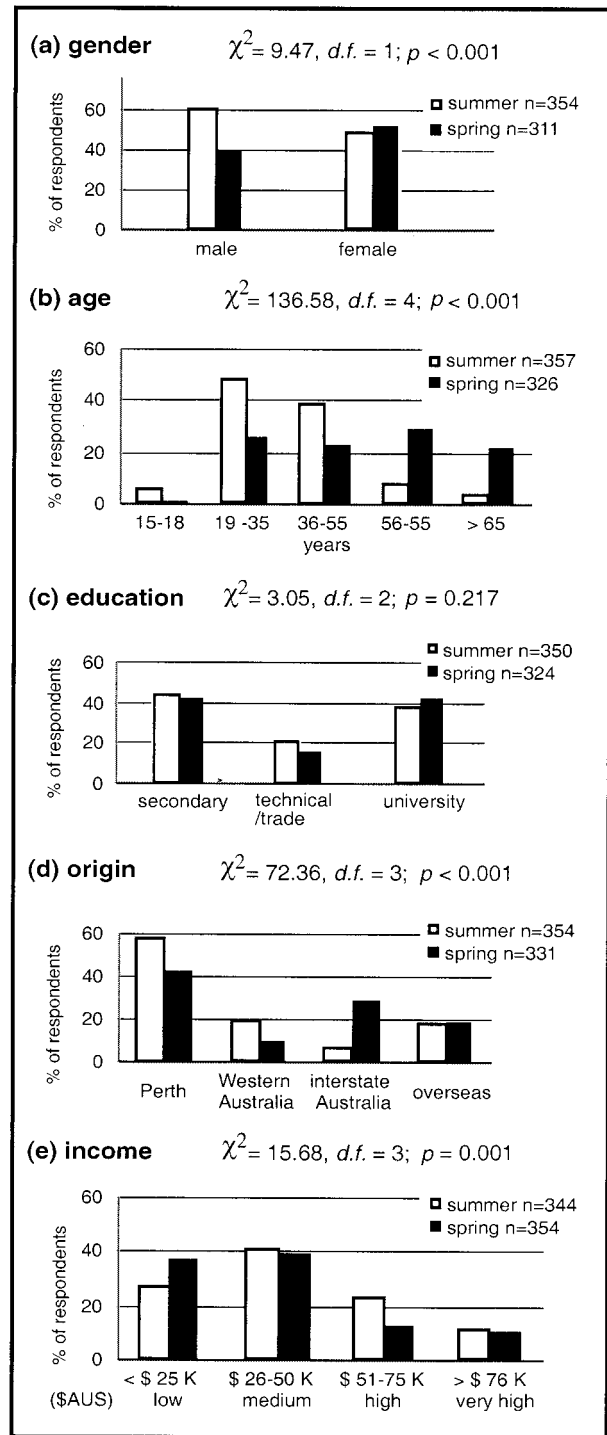 (a) gender χ²= 9.47, d.f. = 1; p < 0.001
summer n=354
spring n=311
% of respondents
60
40
20
0
male female
(b) age χ²= 136.58, d.f. = 4; p < 0.001
summer n=357
spring n=326
% of respondents
60
40
20
0
15-18 19 -35 36-55 56-55 > 65
years
(c) education χ²= 3.05, d.f. = 2; p = 0.217
summer n=350
spring n=324
% of respondents
60
40
20
0
secondary technical university
/trade
(d) origin χ²= 72.36, d.f. = 3; p < 0.001
summer n=354
spring n=331
% of respondents
60
40
20
0
Perth Western interstate overseas
Australia Australia
(e) income χ²= 15.68, d.f. = 3; p = 0.001
summer n=344
spring n=354
% of respondents
60
40
20
0
< $ 25 K $ 26-50 K $ 51-75 K > $ 76 K
($AUS) low medium high very high